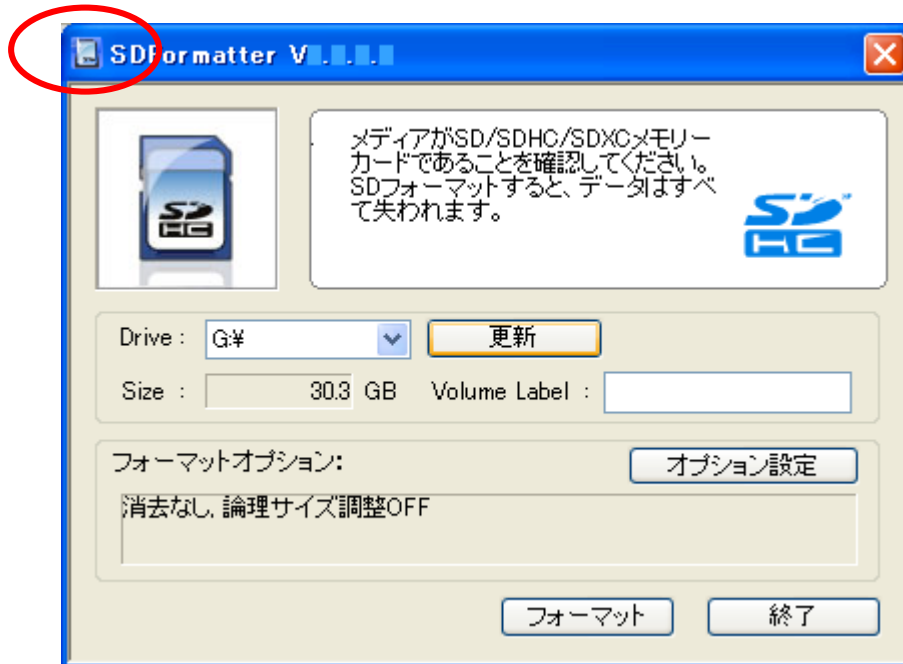 SDFormatter V . . .
SD
HC
メディアがSD/SDHC/SDXCメモリー
カードであることを確認してください。
SDフォーマットすると、データはすべ
て失われます。
SD
HC
Drive : G:¥ 更新
Size : 30.3 GB Volume Label :
フォーマットオプション: オプション設定
消去なし, 論理サイズ調整OFF
フォーマット 終了